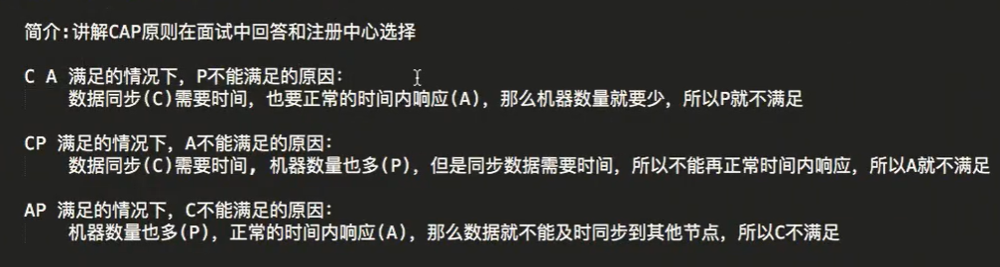 简介:讲解CAP原则在面试中回答和注册中心选择
C A 满足的情况下，P不能满足的原因：
数据同步(C)需要时间，也要正常的时间内响应(A)，那么机器数量就要少，所以P就不满足
CP 满足的情况下，A不能满足的原因：
数据同步(C)需要时间, 机器数量也多(P)，但是同步数据需要时间，所以不能再正常时间内响应，所以A就不满足
AP 满足的情况下，C不能满足的原因：
机器数量也多(P)，正常的时间内响应(A)，那么数据就不能及时同步到其他节点，所以C不满足